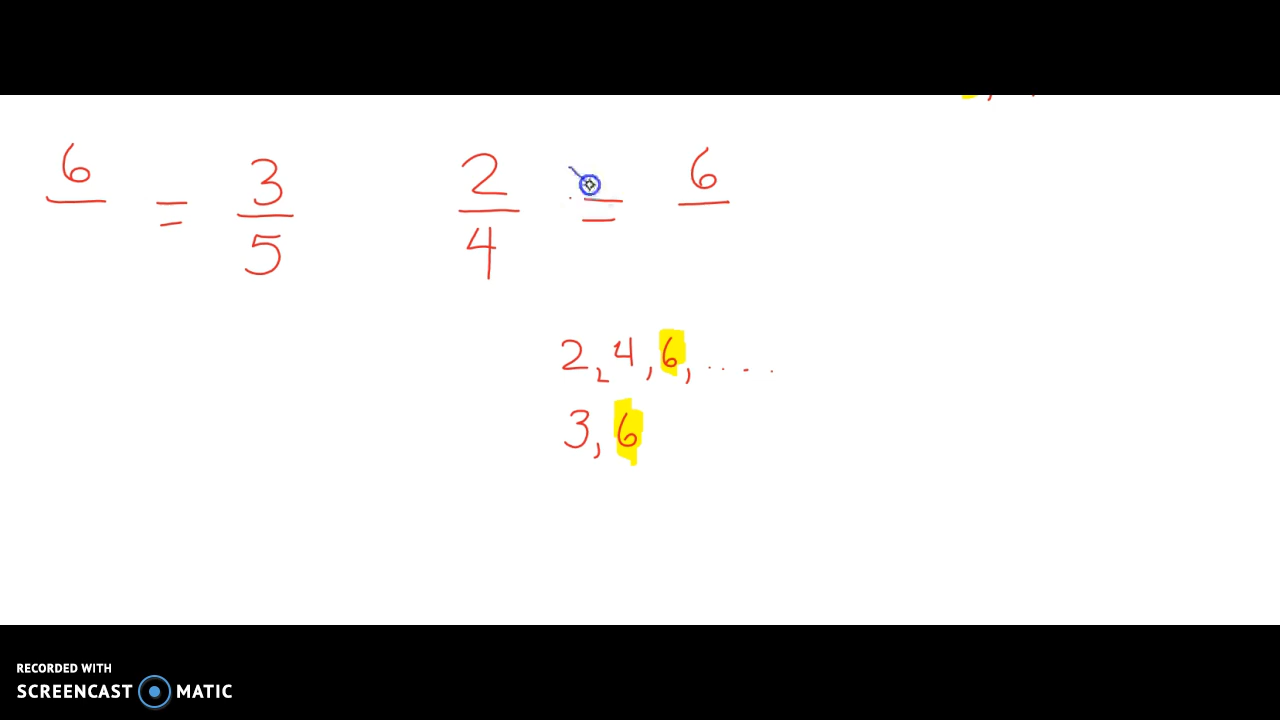 6 = 3 2 = 6
5 4
2, 4, 6, .....
3, 6
RECORDED WITH
SCREENCAST MATIC